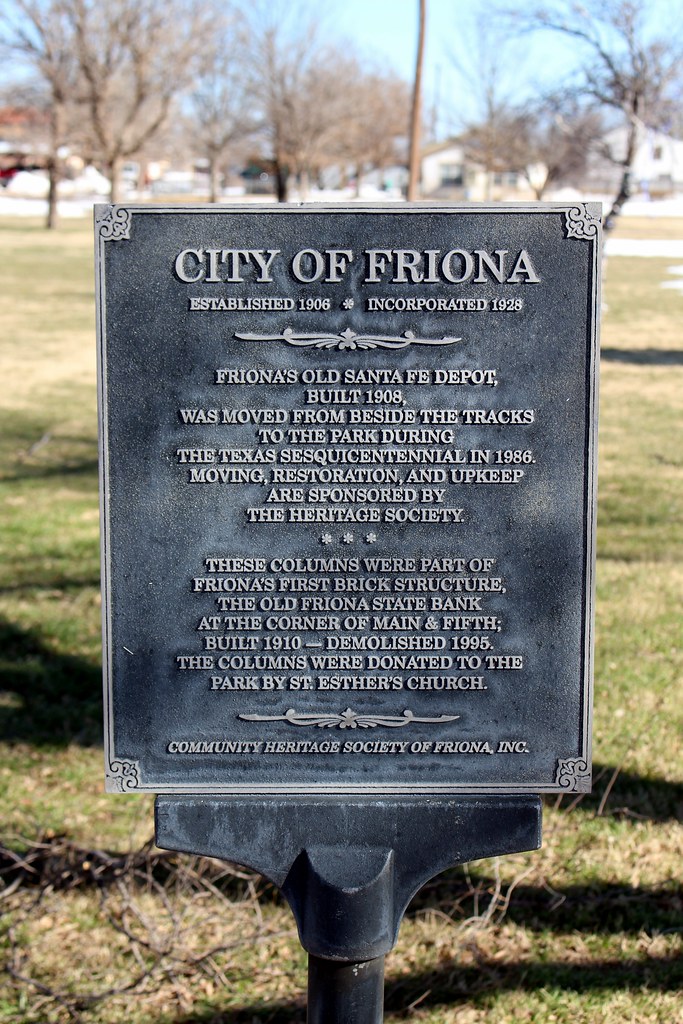 CITY OF FRIONA
ESTABLISHED 1906 * INCORPORATED 1928
FRIONA'S OLD SANTA FE DEPOT,
BUILT 1908,
WAS MOVED FROM BESIDE THE TRACKS
TO THE PARK DURING
THE TEXAS SESQUICENTENNIAL IN 1986.
MOVING, RESTORATION, AND UPKEEP
ARE SPONSORED BY
THE HERITAGE SOCIETY.
* * *
THESE COLUMNS WERE PART OF
FRIONA'S FIRST BRICK STRUCTURE,
THE OLD FRIONA STATE BANK
AT THE CORNER OF MAIN & FIFTH;
BUILT 1910 — DEMOLISHED 1995.
THE COLUMNS WERE DONATED TO THE
PARK BY ST. ESTHER'S CHURCH.
COMMUNITY HERITAGE SOCIETY OF FRIONA, INC.